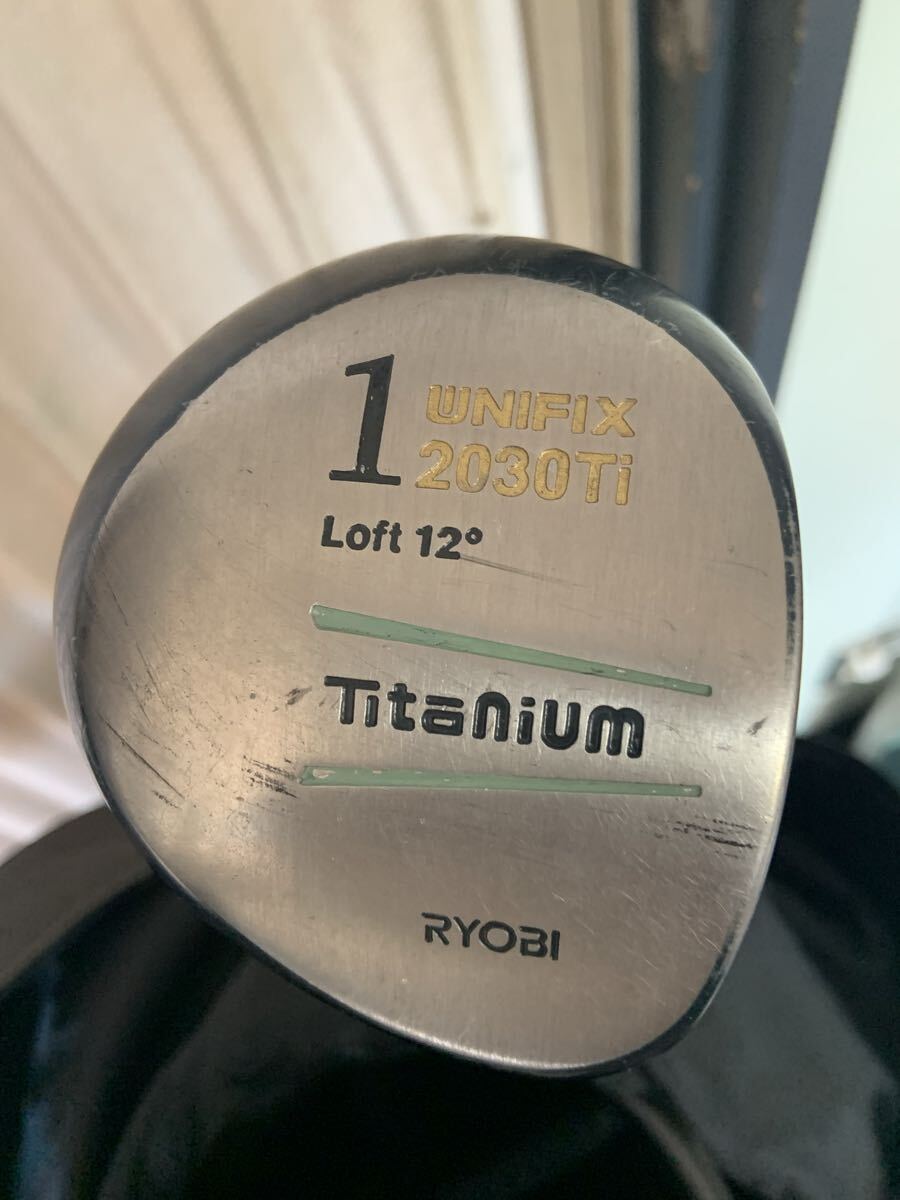 1 UNIFIX
2030Ti
Loft 12°
Titanium
RYOBI